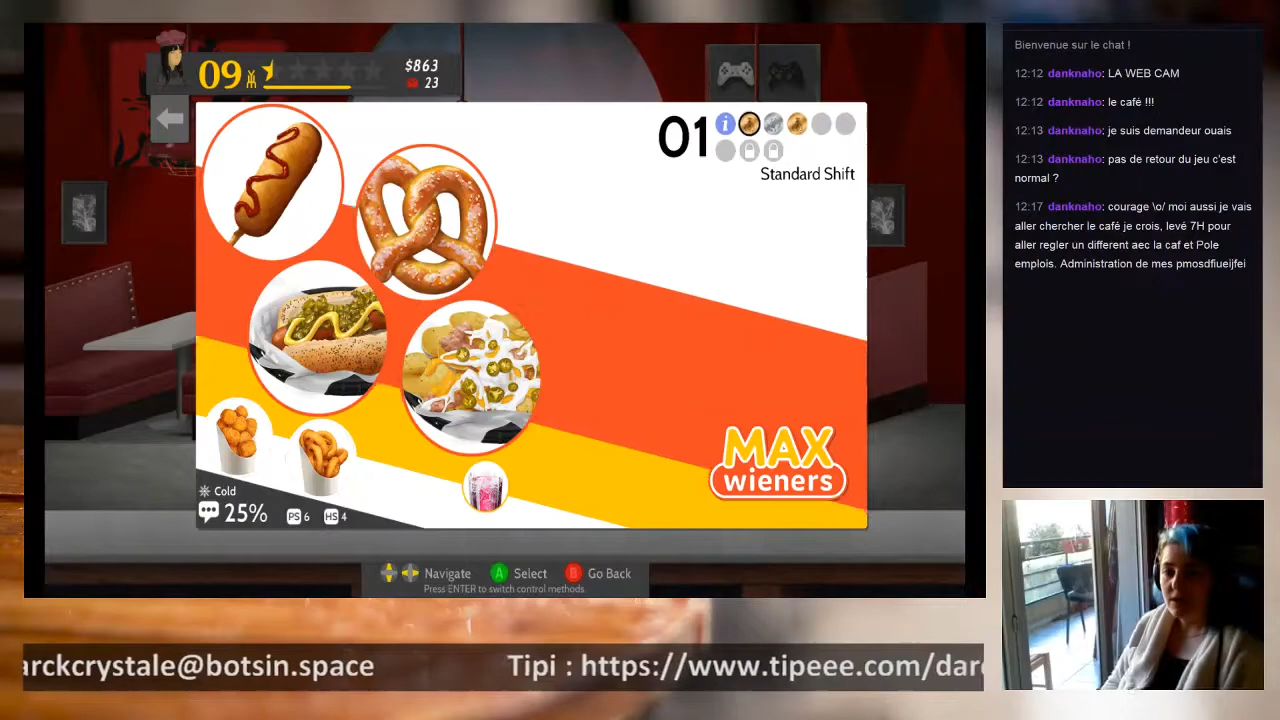 09
$863
23
01
i
Standard Shift
MAX
wieners
Cold
25%
PS 6
HS 4
Navigate
A Select
B Go Back
Press ENTER to switch control methods.
Bienvenue sur le chat !
12:12 danknaho: LA WEB CAM
12:12 danknaho: le café !!!
12:13 danknaho: je suis demandeur ouais
12:13 danknaho: pas de retour du jeu c'est
normal ?
12:17 danknaho: courage \o/ moi aussi je vais
aller chercher le café je crois, levé 7H pour
aller regler un different aec la caf et Pole
emplois. Administration de mes pmosdfiueijfei
arckcrystale@botsin.space
Tipi : https://www.tipeee.com/dar